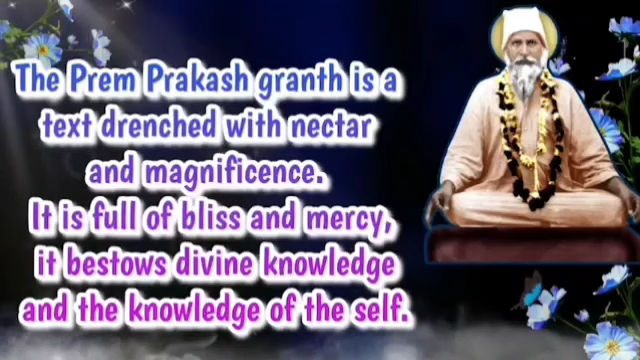 The Prem Prakash granth is a
text drenched with nectar
and magnificence.
It is full of bliss and mercy,
it bestows divine knowledge
and the knowledge of the self.